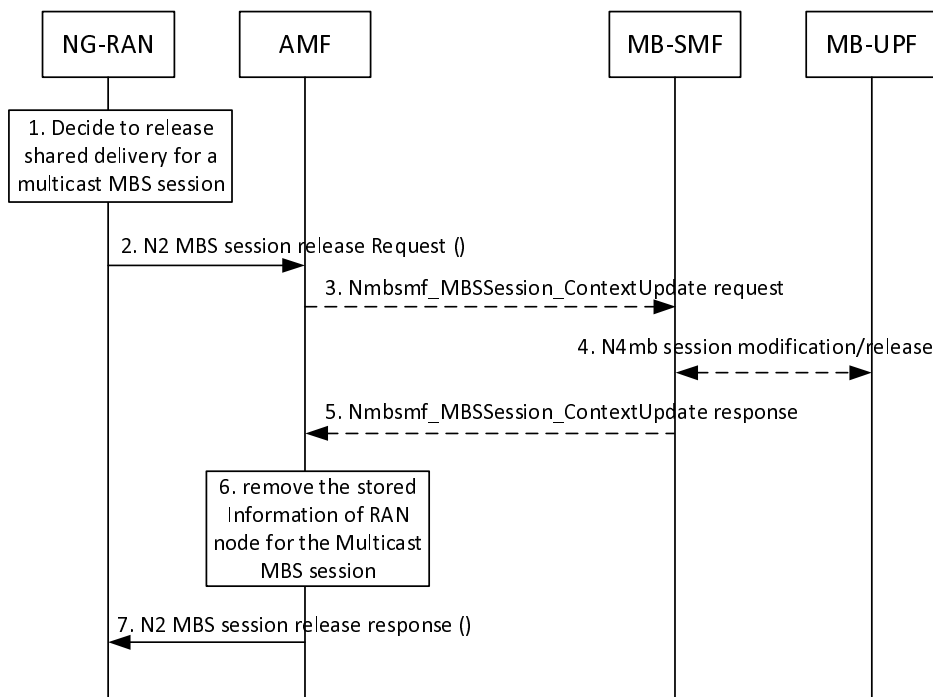 NG-RAN
AMF
MB-SMF
MB-UPF
1. Decide to release
shared delivery for a
multicast MBS session
2. N2 MBS session release Request ()
3. Nmbsmf_MBSSession_ContextUpdate request
4. N4mb session modification/release
5. Nmbsmf_MBSSession_ContextUpdate response
6. remove the stored
Information of RAN
node for the Multicast
MBS session
7. N2 MBS session release response ()